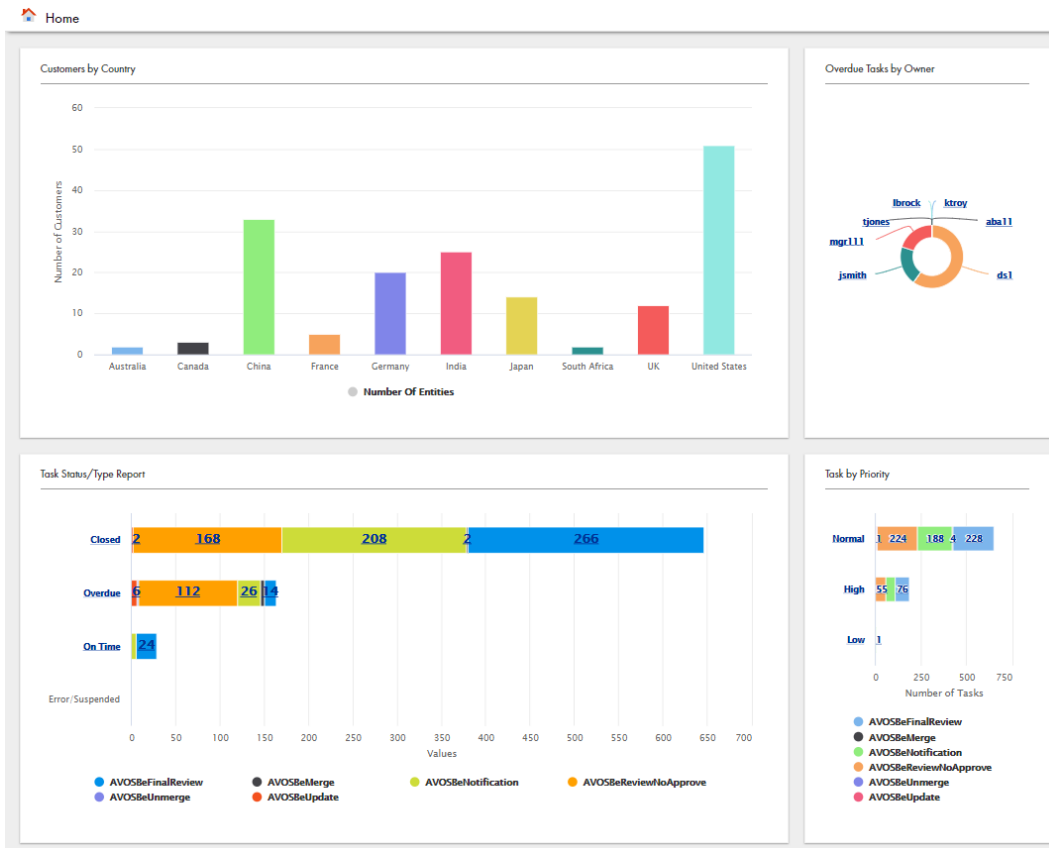 Home
Customers by Country
60
50
40
30
20
10
0
Number of Customers
Australia Canada China France Germany India Japan South Africa UK United States
Number Of Entities
Overdue Tasks by Owner
lbrock ktroy
tjones aba11
mgr111
jsmith ds1
Task Status/Type Report
Closed 2 168 208 2 266
Overdue 6 112 26 14
On Time 24
Error/Suspended
0 50 100 150 200 250 300 350 400 450 500 550 600 650 700
Values
AVOSBeFinalReview AVOSBeMerge AVOSBeNotification AVOSBeReviewNoApprove
AVOSBeUnmerge AVOSBeUpdate
Task by Priority
Normal 1 224 188 4 228
High 55 76
Low 1
0 250 500 750
Number of Tasks
AVOSBeFinalReview
AVOSBeMerge
AVOSBeNotification
AVOSBeReviewNoApprove
AVOSBeUnmerge
AVOSBeUpdate